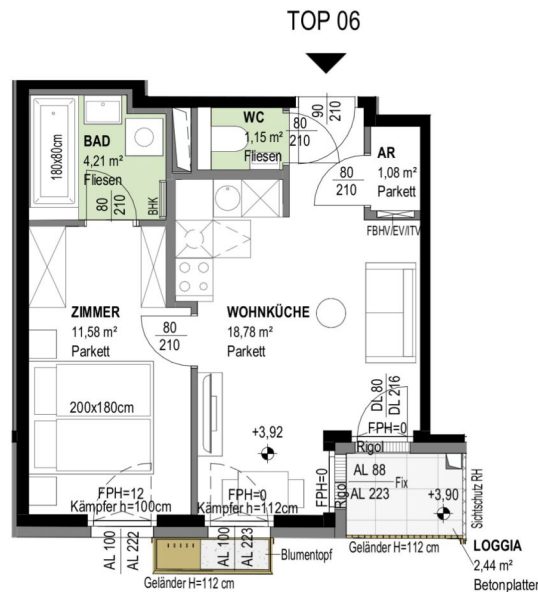 TOP 06
90
210
WC
1,15 m²
Fliesen
80
210
BAD
4,21 m²
Fliesen
180x80cm
80
210
BHK
AR
1,08 m²
Parkett
80
210
FBHV/EV/ITV
ZIMMER
11,58 m²
Parkett
80
210
WOHNKÜCHE
18,78 m²
Parkett
200x180cm
+3,92
DL 80
DL 216
FPH=0
Rigol
FPH=0
Rigol
AL 88
AL 223
Fix
+3,90
Sichtschutz RH
FPH=12
Kämpfer h=100cm
FPH=0
Kämpfer h=112cm
AL 100
AL 222
AL 100
AL 223
Blumentopf
Geländer H=112 cm
Geländer H=112 cm
LOGGIA
2,44 m²
Betonplatten